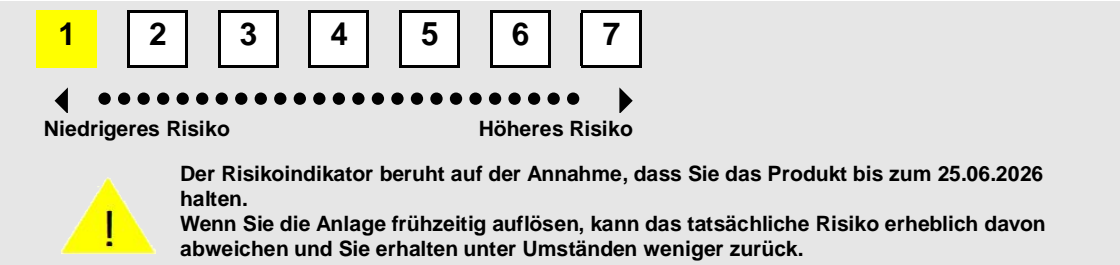 1 2 3 4 5 6 7
Niedrigeres Risiko Höheres Risiko
Der Risikoindikator beruht auf der Annahme, dass Sie das Produkt bis zum 25.06.2026
halten.
Wenn Sie die Anlage frühzeitig auflösen, kann das tatsächliche Risiko erheblich davon
abweichen und Sie erhalten unter Umständen weniger zurück.
!